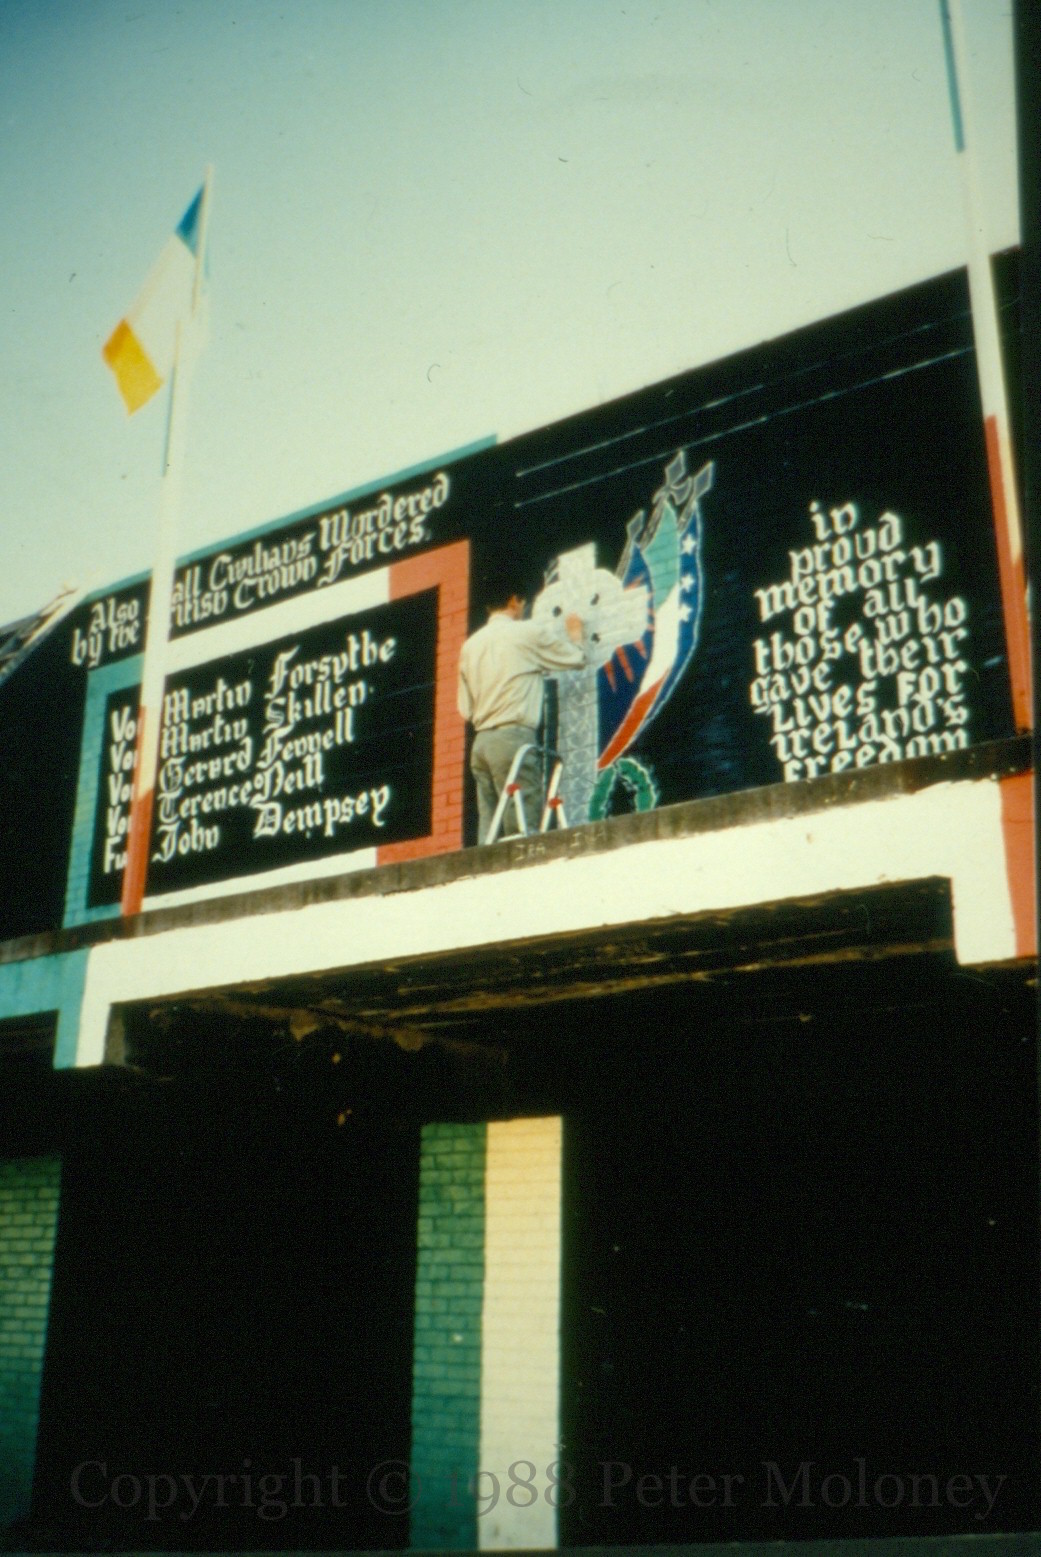 Also all Civilians Murdered
by the British Crown Forces.
Martin Forsythe
Martin Skillen.
Gerard Fennell
Terence O'Neill
John Dempsey
in
proud
memory
of all
those who
gave their
Lives for
ireland's
freedom
Copyright © 1988 Peter Moloney